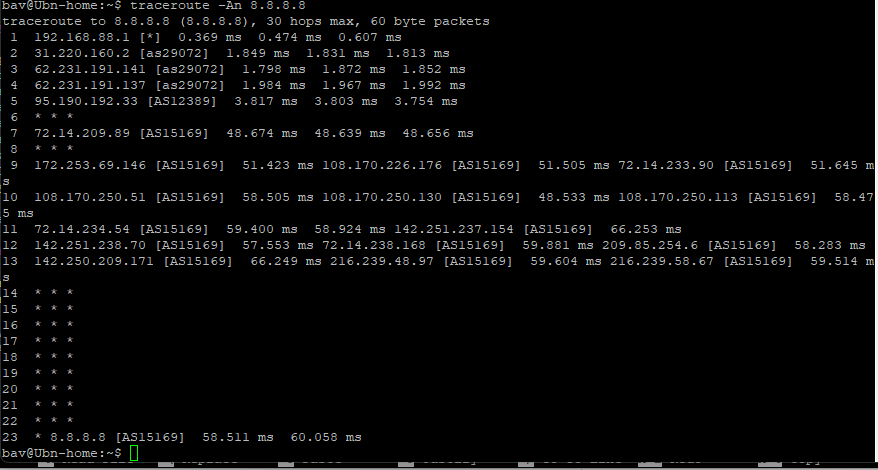 bav@Ubn-home:~$ traceroute -An 8.8.8.8
traceroute to 8.8.8.8 (8.8.8.8), 30 hops max, 60 byte packets
 1  192.168.88.1 [*]  0.369 ms  0.474 ms  0.607 ms
 2  31.220.160.2 [as29072]  1.849 ms  1.831 ms  1.813 ms
 3  62.231.191.141 [as29072]  1.798 ms  1.872 ms  1.852 ms
 4  62.231.191.137 [as29072]  1.984 ms  1.967 ms  1.992 ms
 5  95.190.192.33 [AS12389]  3.817 ms  3.803 ms  3.754 ms
 6  * * *
 7  72.14.209.89 [AS15169]  48.674 ms  48.639 ms  48.656 ms
 8  * * *
 9  172.253.69.146 [AS15169]  51.423 ms 108.170.226.176 [AS15169]  51.505 ms 72.14.233.90 [AS15169]  51.645 m
s
10  108.170.250.51 [AS15169]  58.505 ms 108.170.250.130 [AS15169]  48.533 ms 108.170.250.113 [AS15169]  58.47
5 ms
11  72.14.234.54 [AS15169]  59.400 ms  58.924 ms 142.251.237.154 [AS15169]  66.253 ms
12  142.251.238.70 [AS15169]  57.553 ms 72.14.238.168 [AS15169]  59.881 ms 209.85.254.6 [AS15169]  58.283 ms
13  142.250.209.171 [AS15169]  66.249 ms 216.239.48.97 [AS15169]  59.604 ms 216.239.58.67 [AS15169]  59.514 m
s
14  * * *
15  * * *
16  * * *
17  * * *
18  * * *
19  * * *
20  * * *
21  * * *
22  * * *
23  * 8.8.8.8 [AS15169]  58.511 ms  60.058 ms
bav@Ubn-home:~$